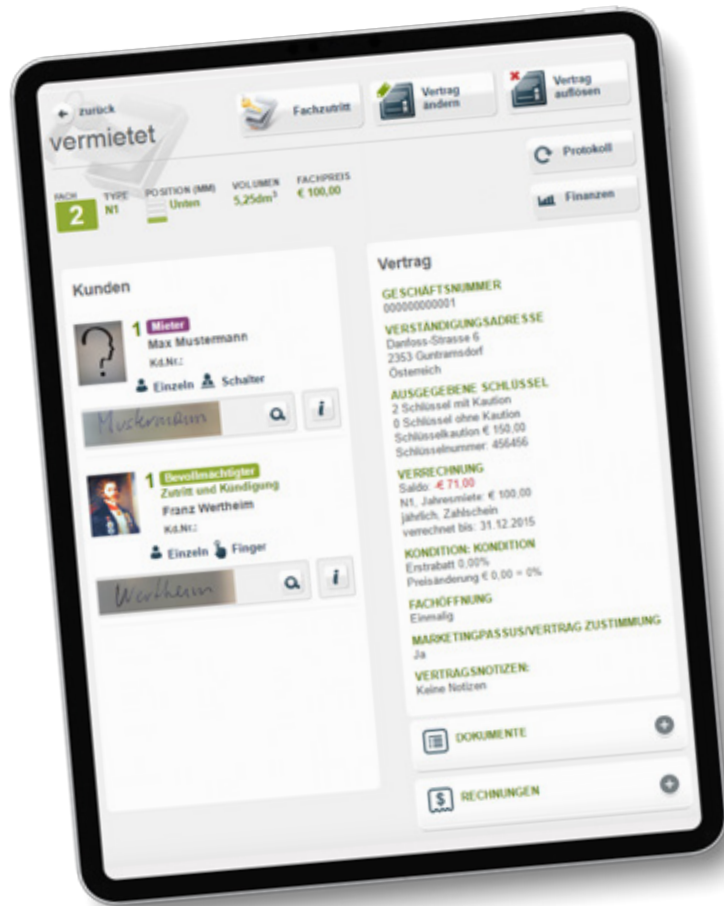 zurück
vermietet
Fachzutritt
Vertrag
ändern
Vertrag
auflösen
Protokoll
Finanzen
FACH
2
TYPE
N1
POSITION (MM)
Unten
VOLUMEN
5,25dm³
FACHPREIS
€ 100,00
Kunden
1 Mieter
Max Mustermann
Kd.Nr.:
Einzeln Schalter
Mustermann
i
1 Bevollmächtigter
Zutritt und Kündigung
Franz Wertheim
Kd.Nr.:
Einzeln Finger
Wertheim
i
Vertrag
GESCHÄFTSNUMMER
000000000001
VERSTÄNDIGUNGSADRESSE
Danfoss-Strasse 6
2353 Guntramsdorf
Österreich
AUSGEGEBENE SCHLÜSSEL
2 Schlüssel mit Kaution
0 Schlüssel ohne Kaution
Schlüsselkaution € 150,00
Schlüsselnummer: 456456
VERRECHNUNG
Saldo: -€ 71,00
N1, Jahresmiete: € 100,00
jährlich, Zahlschein
verrechnet bis: 31.12.2015
KONDITION: KONDITION
Erstrabatt 0,00%
Preisänderung € 0,00 = 0%
FACHÖFFNUNG
Einmalig
MARKETINGPASSUS/VERTRAG ZUSTIMMUNG
Ja
VERTRAGSNOTIZEN:
Keine Notizen
DOKUMENTE
$ RECHNUNGEN